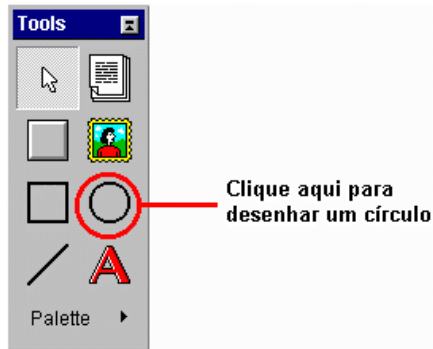 Tools
A
Clique aqui para
desenhar um círculo
Palette